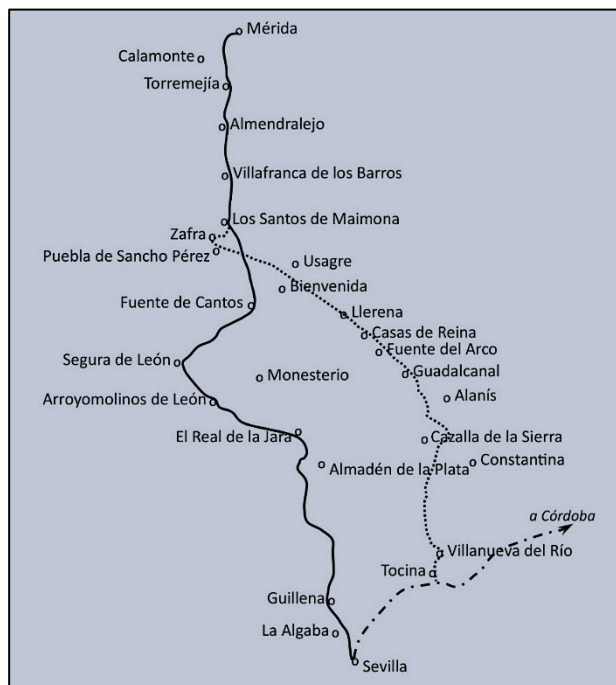 Mérida
Calamonte
Torremejía
Almendralejo
Villafranca de los Barros
Los Santos de Maimona
Zafra
Puebla de Sancho Pérez
Usagre
Bienvenida
Fuente de Cantos
Llerena
Casas de Reina
Fuente del Arco
Segura de León
Guadalcanal
Monesterio
Alanís
Arroyomolinos de León
El Real de la Jara
Cazalla de la Sierra
Almadén de la Plata
Constantina
a Córdoba
Villanueva del Río
Tocina
Guillena
La Algaba
Sevilla